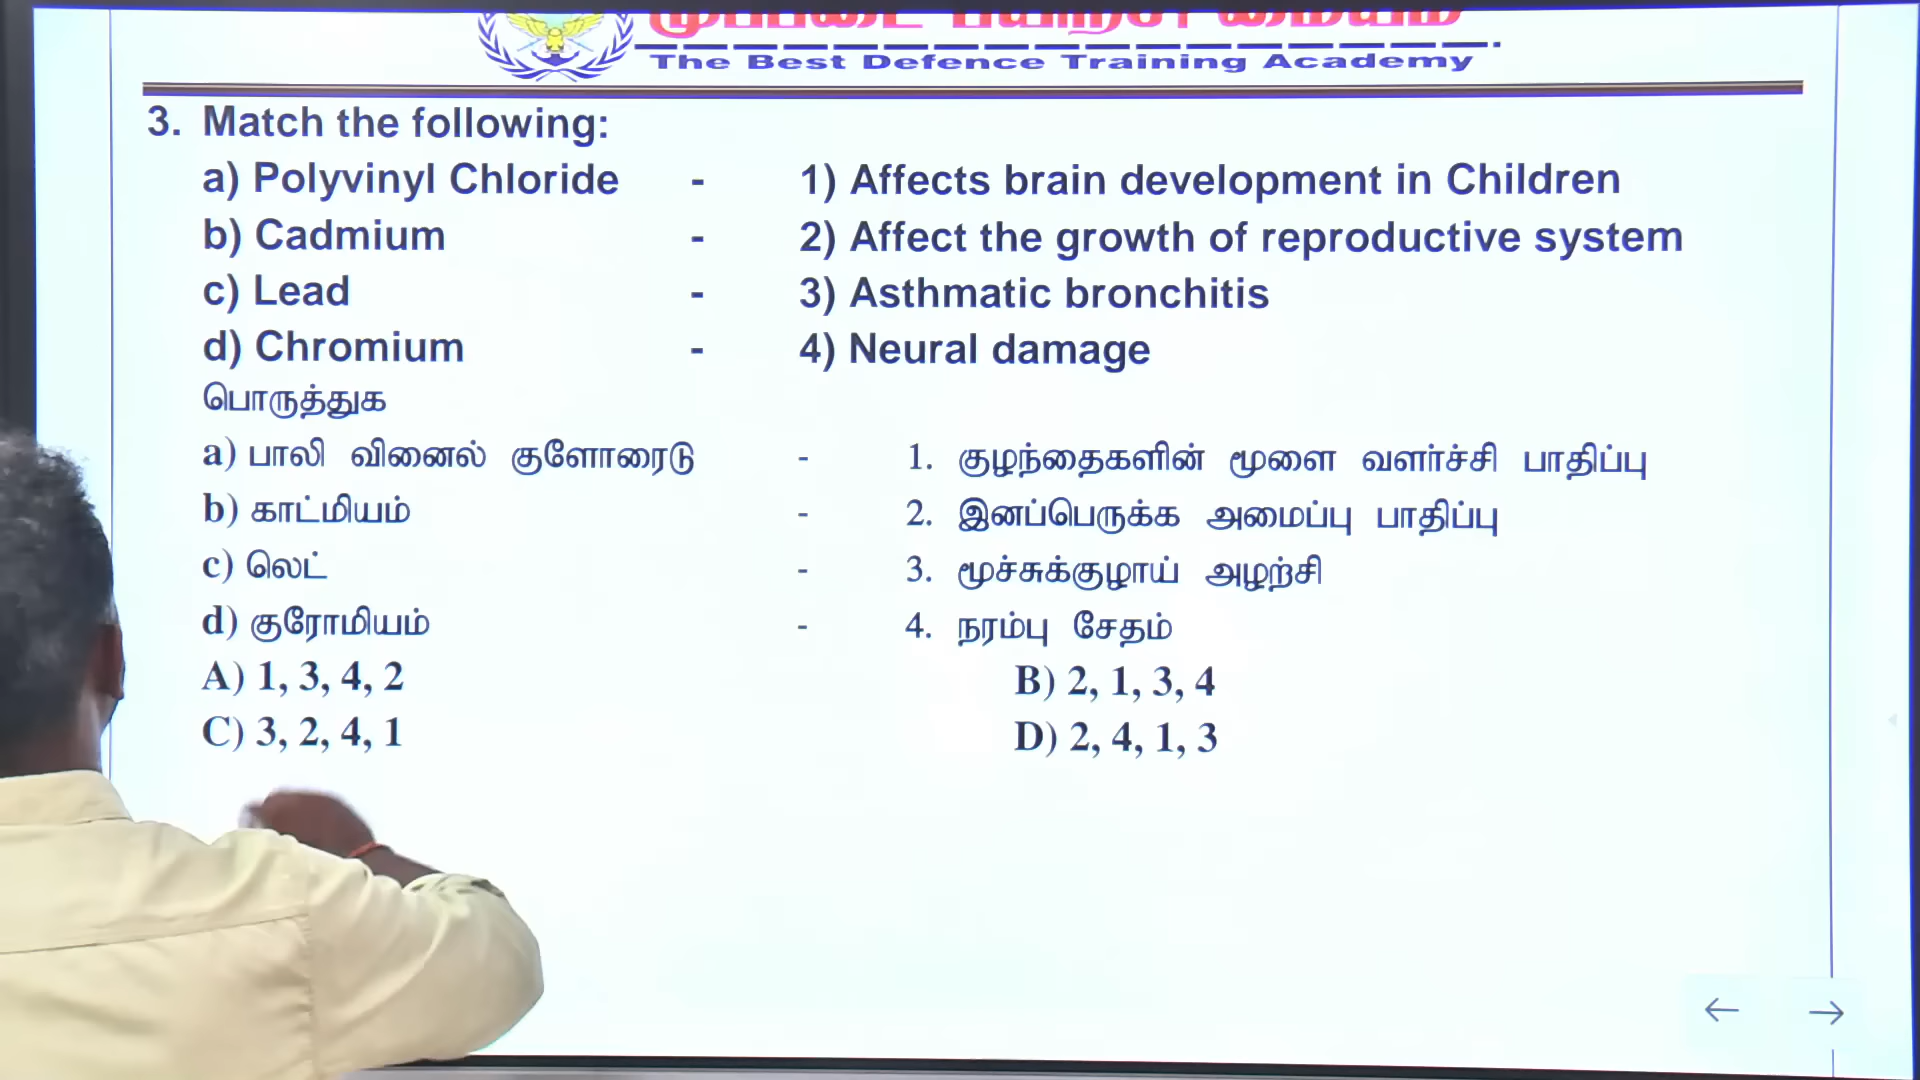 முப்படை பயிற்சி மையம்
The Best Defence Training Academy
3. Match the following:
a) Polyvinyl Chloride - 1) Affects brain development in Children
b) Cadmium - 2) Affect the growth of reproductive system
c) Lead - 3) Asthmatic bronchitis
d) Chromium - 4) Neural damage
பொருத்துக
a) பாலி வினைல் குளோரைடு - 1. குழந்தைகளின் மூளை வளர்ச்சி பாதிப்பு
b) காட்மியம் - 2. இனப்பெருக்க அமைப்பு பாதிப்பு
c) லெட் - 3. மூச்சுக்குழாய் அழற்சி
d) குரோமியம் - 4. நரம்பு சேதம்
A) 1, 3, 4, 2 B) 2, 1, 3, 4
C) 3, 2, 4, 1 D) 2, 4, 1, 3